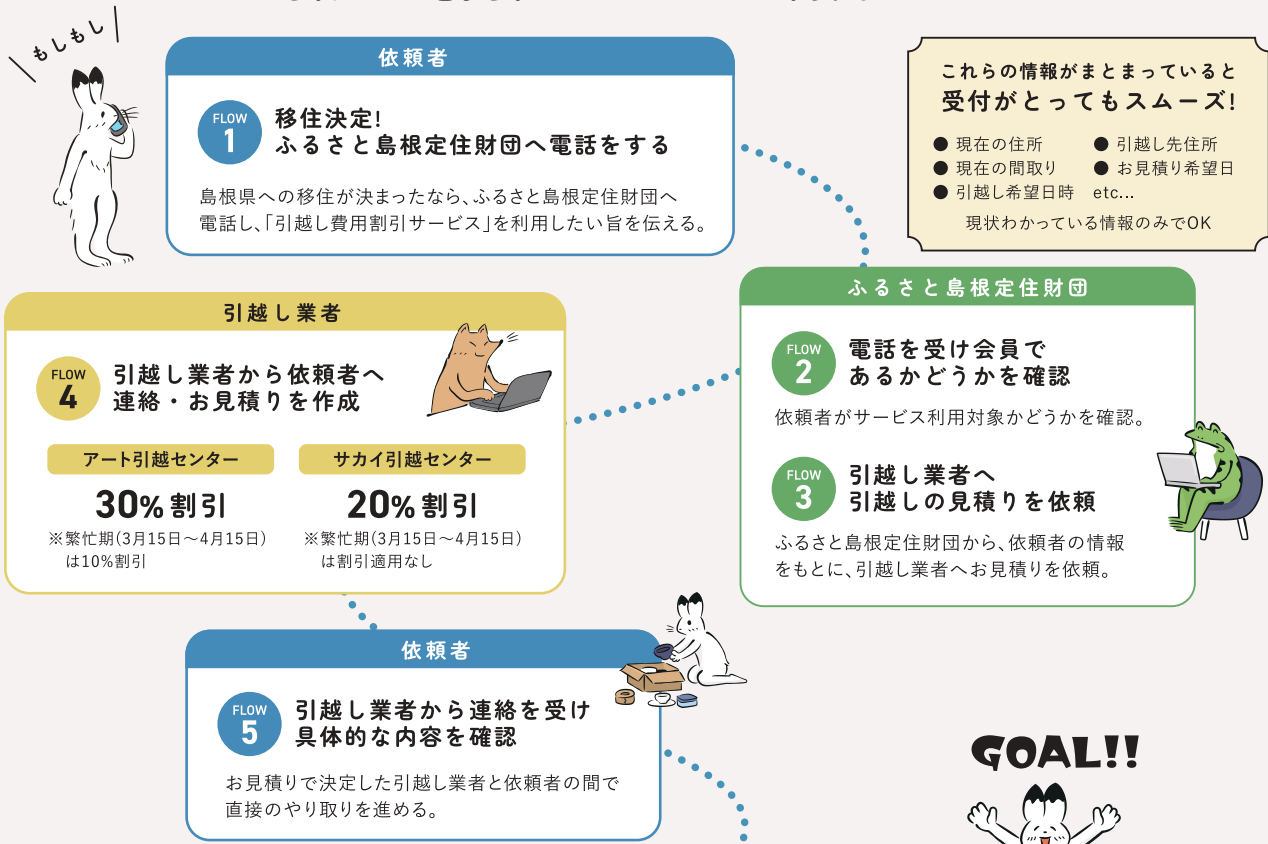 もしもし
依頼者
FLOW
1
移住決定!
ふるさと島根定住財団へ電話をする
島根県への移住が決まったなら、ふるさと島根定住財団へ
電話し、「引越し費用割引サービス」を利用したい旨を伝える。
これらの情報がまとまっていると
受付がとってもスムーズ!
● 現在の住所 ● 引越し先住所
● 現在の間取り ● お見積り希望日
● 引越し希望日時 etc...
現状わかっている情報のみでOK
ふるさと島根定住財団
FLOW
2
電話を受け会員で
あるかどうかを確認
依頼者がサービス利用対象かどうかを確認。
FLOW
3
引越し業者へ
引越しの見積りを依頼
ふるさと島根定住財団から、依頼者の情報
をもとに、引越し業者へお見積りを依頼。
引越し業者
FLOW
4
引越し業者から依頼者へ
連絡・お見積りを作成
アート引越センター
30%割引
※繁忙期(3月15日〜4月15日)
は10%割引
サカイ引越センター
20%割引
※繁忙期(3月15日〜4月15日)
は割引適用なし
依頼者
FLOW
5
引越し業者から連絡を受け
具体的な内容を確認
お見積りで決定した引越し業者と依頼者の間で
直接のやり取りを進める。
GOAL!!